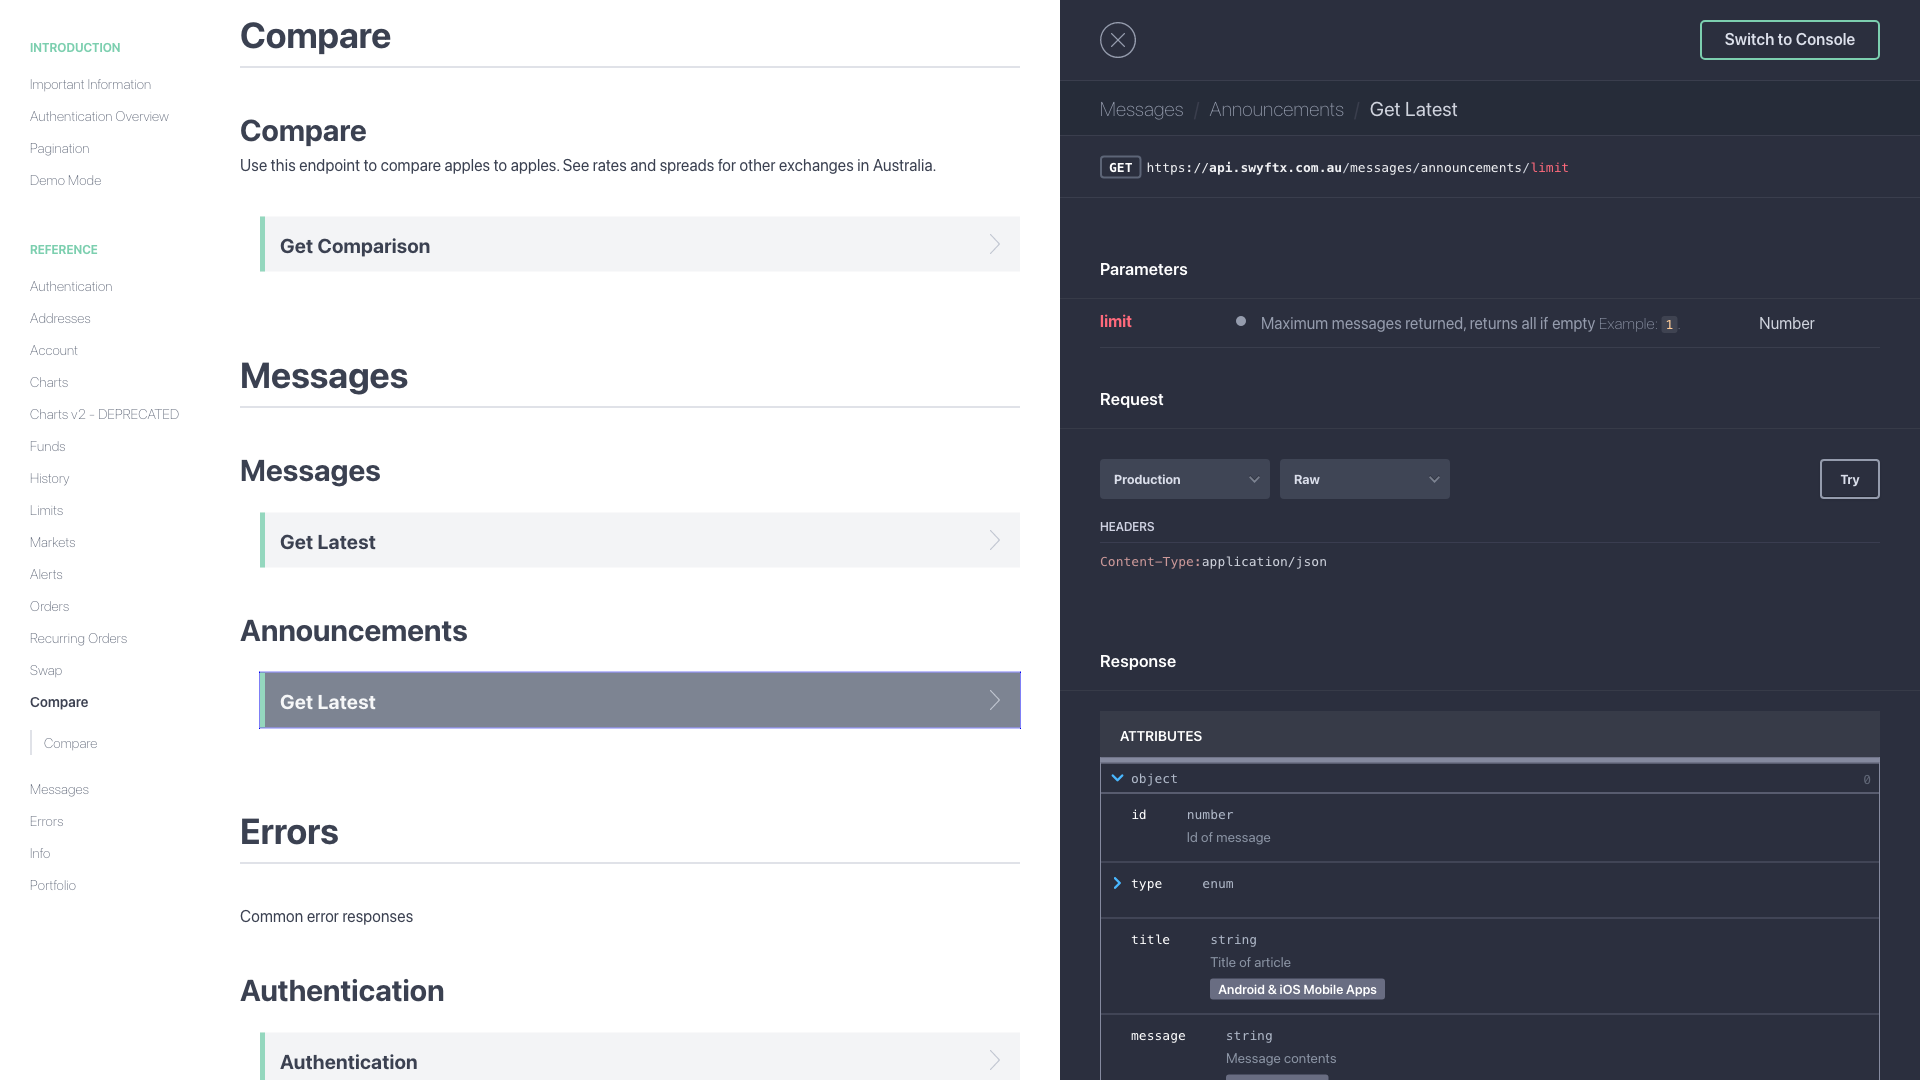 INTRODUCTION
Important Information
Authentication Overview
Pagination
Demo Mode
REFERENCE
Authentication
Addresses
Account
Charts
Charts v2 - DEPRECATED
Funds
History
Limits
Markets
Alerts
Orders
Recurring Orders
Swap
Compare
Compare
Messages
Errors
Info
Portfolio
Compare
Compare
Use this endpoint to compare apples to apples. See rates and spreads for other exchanges in Australia.
Get Comparison
Messages
Messages
Get Latest
Announcements
Get Latest
Errors
Common error responses
Authentication
Authentication
Switch to Console
Messages / Announcements / Get Latest
GET https://api.swyftx.com.au/messages/announcements/limit
Parameters
limit Maximum messages returned, returns all if empty Example: 1. Number
Request
Production Raw Try
HEADERS
Content-Type:application/json
Response
ATTRIBUTES
object 0
id number
Id of message
type enum
title string
Title of article
Android & iOS Mobile Apps
message string
Message contents